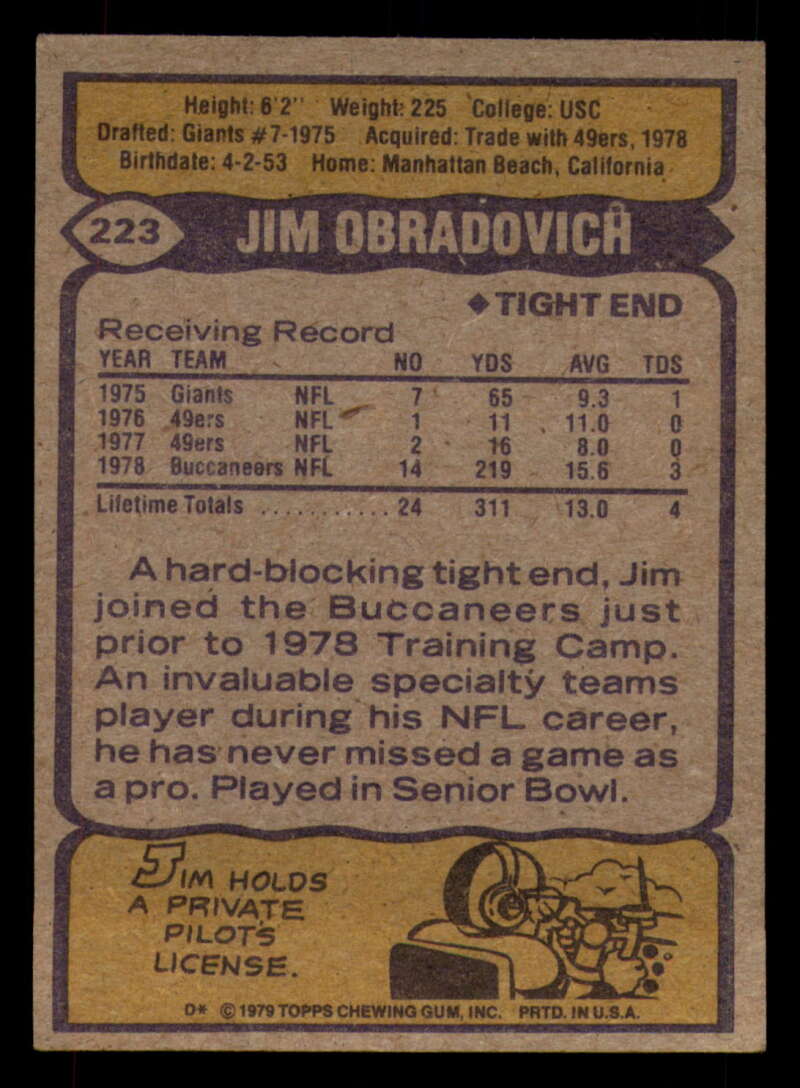 Height: 6'2" Weight: 225 College: USC
Drafted: Giants #7-1975 Acquired: Trade with 49ers, 1978
Birthdate: 4-2-53 Home: Manhattan Beach, California
223 JIM OBRADOVICH
◆TIGHT END
Receiving Record
YEAR TEAM NO YDS AVG TDS
1975 Giants NFL 7 65 9.3 1
1976 49ers NFL 1 11 11.0 0
1977 49ers NFL 2 16 8.0 0
1978 Buccaneers NFL 14 219 15.6 3
Lifetime Totals ........... 24 311 13.0 4
A hard-blocking tight end, Jim
joined the Buccaneers just
prior to 1978 Training Camp.
An invaluable specialty teams
player during his NFL career,
he has never missed a game as
a pro. Played in Senior Bowl.
JIM HOLDS
A PRIVATE
PILOT'S
LICENSE.
D* © 1979 TOPPS CHEWING GUM, INC. PRTD. IN U.S.A.